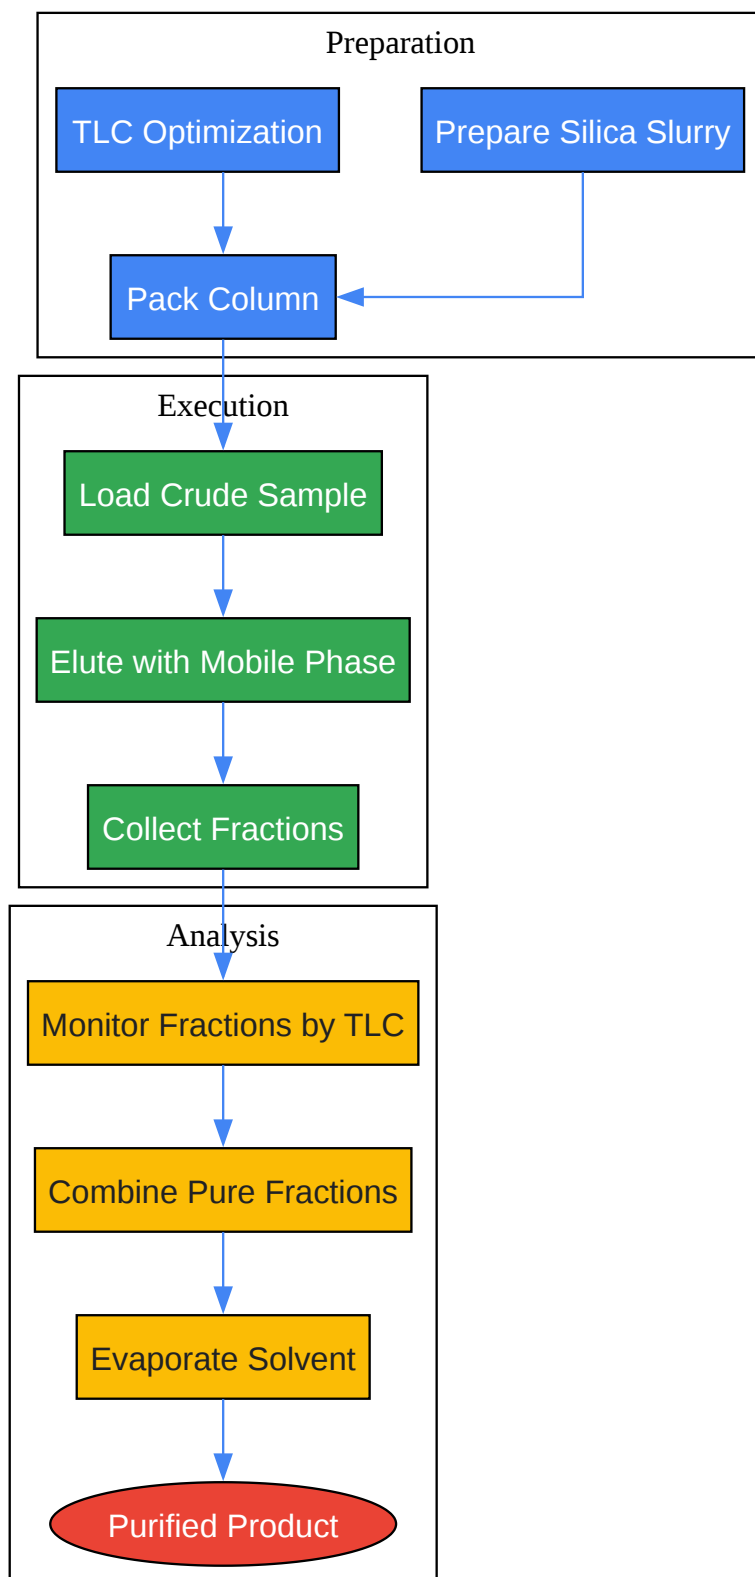 Preparation
TLC Optimization
Prepare Silica Slurry
Pack Column
Execution
Load Crude Sample
Elute with Mobile Phase
Collect Fractions
Analysis
Monitor Fractions by TLC
Combine Pure Fractions
Evaporate Solvent
Purified Product